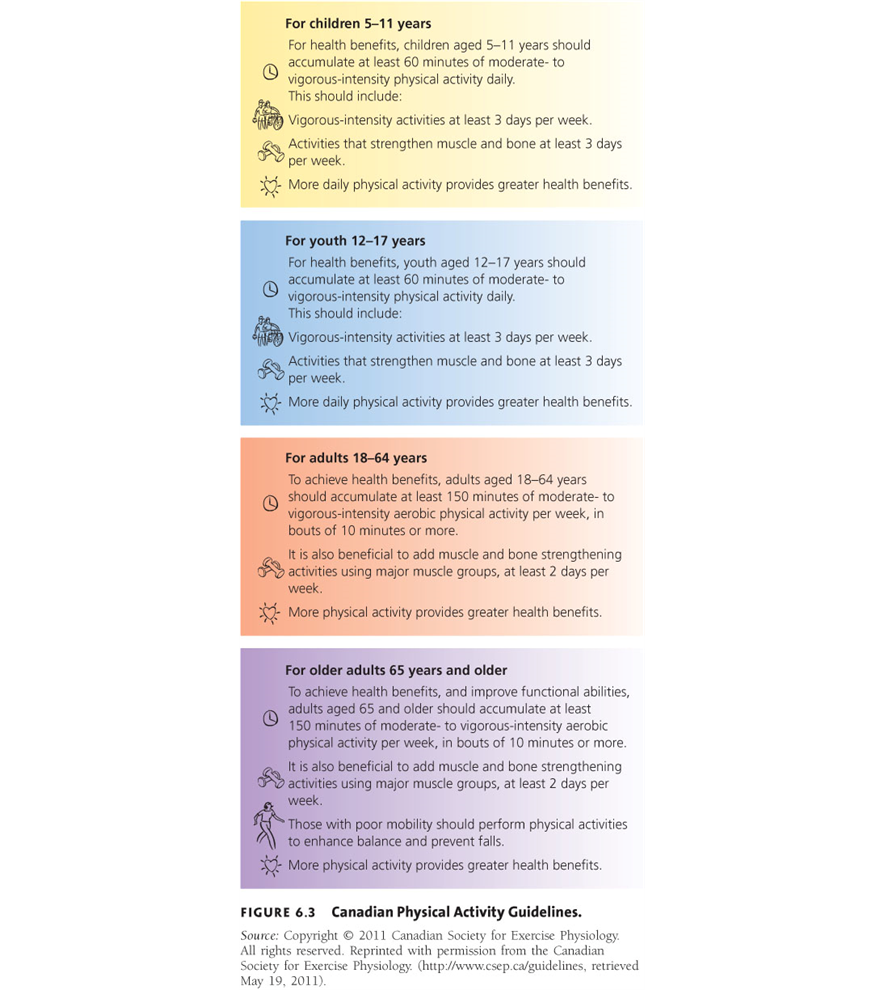 For children 5–11 years
For health benefits, children aged 5–11 years should
accumulate at least 60 minutes of moderate- to
vigorous-intensity physical activity daily.
This should include:
Vigorous-intensity activities at least 3 days per week.
Activities that strengthen muscle and bone at least 3 days
per week.
More daily physical activity provides greater health benefits.
For youth 12–17 years
For health benefits, youth aged 12–17 years should
accumulate at least 60 minutes of moderate- to
vigorous-intensity physical activity daily.
This should include:
Vigorous-intensity activities at least 3 days per week.
Activities that strengthen muscle and bone at least 3 days
per week.
More daily physical activity provides greater health benefits.
For adults 18–64 years
To achieve health benefits, adults aged 18–64 years
should accumulate at least 150 minutes of moderate- to
vigorous-intensity aerobic physical activity per week, in
bouts of 10 minutes or more.
It is also beneficial to add muscle and bone strengthening
activities using major muscle groups, at least 2 days per
week.
More physical activity provides greater health benefits.
For older adults 65 years and older
To achieve health benefits, and improve functional abilities,
adults aged 65 and older should accumulate at least
150 minutes of moderate- to vigorous-intensity aerobic
physical activity per week, in bouts of 10 minutes or more.
It is also beneficial to add muscle and bone strengthening
activities using major muscle groups, at least 2 days per
week.
Those with poor mobility should perform physical activities
to enhance balance and prevent falls.
More physical activity provides greater health benefits.
FIGURE 6.3 Canadian Physical Activity Guidelines.
Source: Copyright © 2011 Canadian Society for Exercise Physiology.
All rights reserved. Reprinted with permission from the Canadian
Society for Exercise Physiology. (http://www.csep.ca/guidelines, retrieved
May 19, 2011).